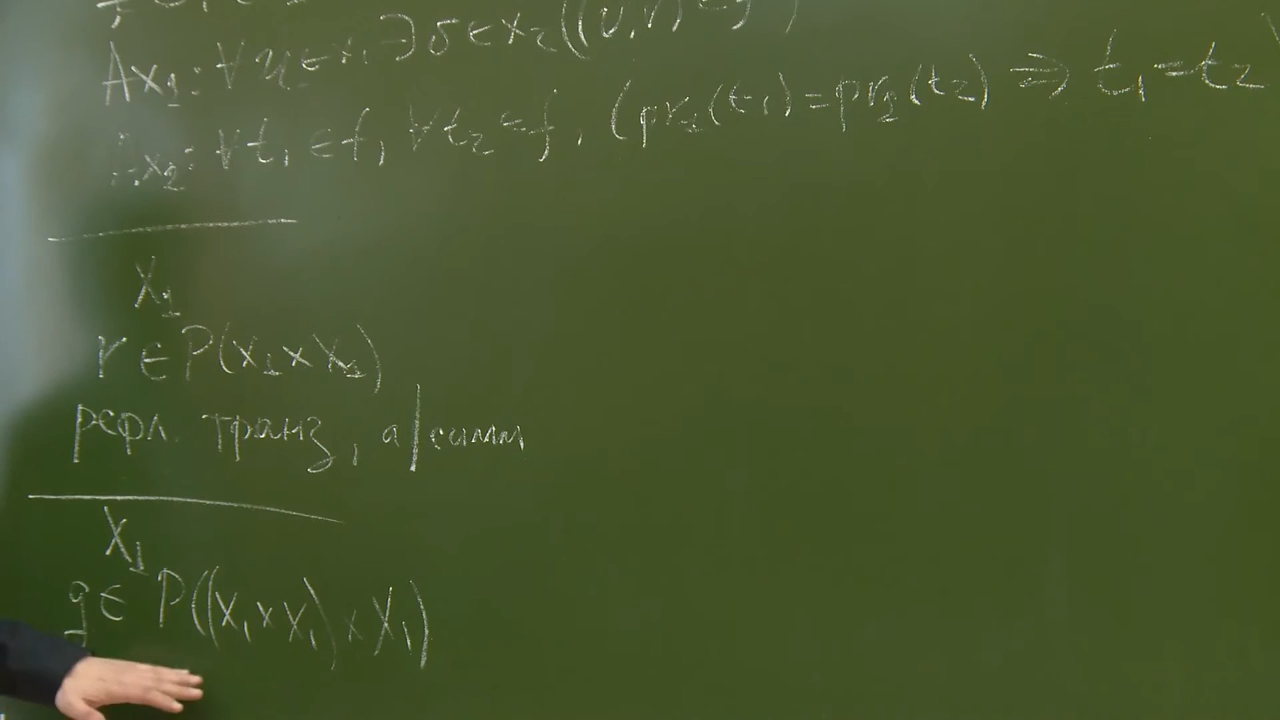 Ax₁: ∀u∈x₁ ∃v∈x₂((u,v)∈f)
Ax₂: ∀t₁∈f, ∀t₂∈f, (pr₁(t₁)=pr₁(t₂) ⇒ t₁=t₂
X₁
r∈P(X₁×X₁)
рефл. транз, а/симм
X₁
g∈P((X₁×X₁)×X₁)